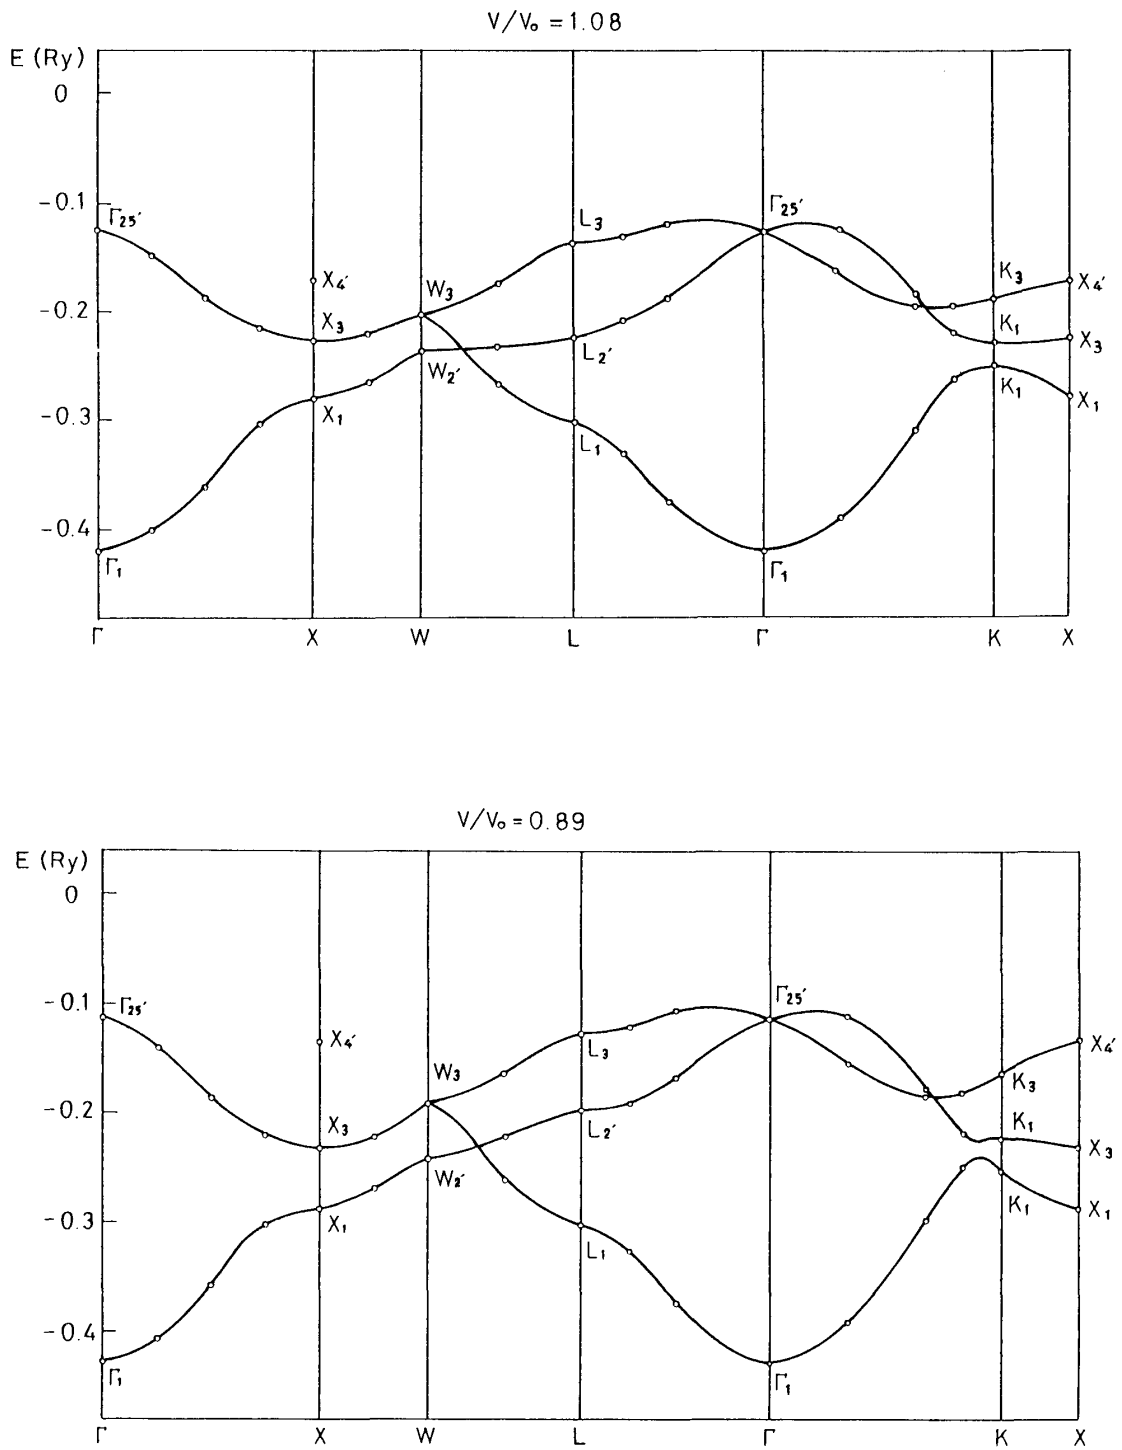 V/V₀ = 1.08
E (Ry)
0
-0.1
-0.2
-0.3
-0.4
Γ₂₅′
X₄′
X₃
X₁
W₃
W₂′
L₃
L₂′
L₁
Γ₂₅′
K₃
K₁
K₁
X₄′
X₃
X₁
Γ₁
Γ₁
Γ X W L Γ K X
V/V₀ = 0.89
E (Ry)
0
-0.1
-0.2
-0.3
-0.4
Γ₂₅′
X₄′
X₃
X₁
W₃
W₂′
L₃
L₂′
L₁
Γ₂₅′
K₃
K₁
K₁
X₄′
X₃
X₁
Γ₁
Γ₁
Γ X W L Γ K X